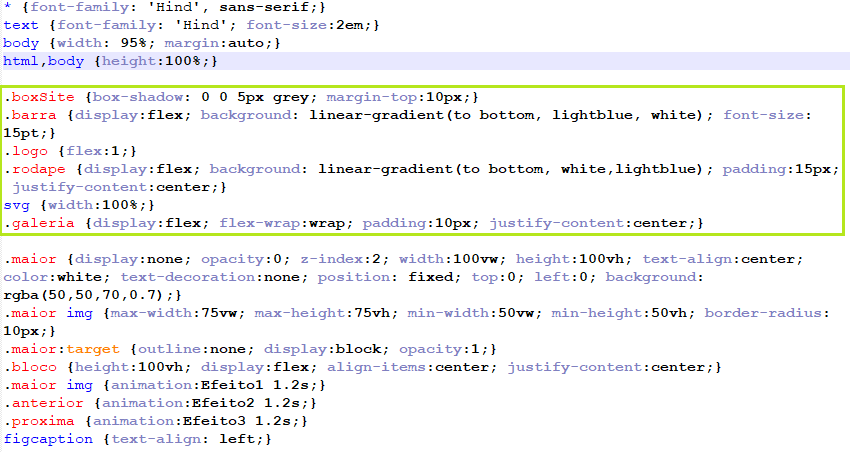 * {font-family: 'Hind', sans-serif;}
text {font-family: 'Hind'; font-size:2em;}
body {width: 95%; margin:auto;}
html,body {height:100%;}
.boxSite {box-shadow: 0 0 5px grey; margin-top:10px;}
.barra {display:flex; background: linear-gradient(to bottom, lightblue, white); font-size:
15pt;}
.logo {flex:1;}
.rodape {display:flex; background: linear-gradient(to bottom, white,lightblue); padding:15px;
justify-content:center;}
svg {width:100%;}
.galeria {display:flex; flex-wrap:wrap; padding:10px; justify-content:center;}
.maior {display:none; opacity:0; z-index:2; width:100vw; height:100vh; text-align:center;
color:white; text-decoration:none; position: fixed; top:0; left:0; background:
rgba(50,50,70,0.7);}
.maior img {max-width:75vw; max-height:75vh; min-width:50vw; min-height:50vh; border-radius:
10px;}
.maior:target {outline:none; display:block; opacity:1;}
.bloco {height:100vh; display:flex; align-items:center; justify-content:center;}
.maior img {animation:Efeito1 1.2s;}
.anterior {animation:Efeito2 1.2s;}
.proxima {animation:Efeito3 1.2s;}
figcaption {text-align: left;}